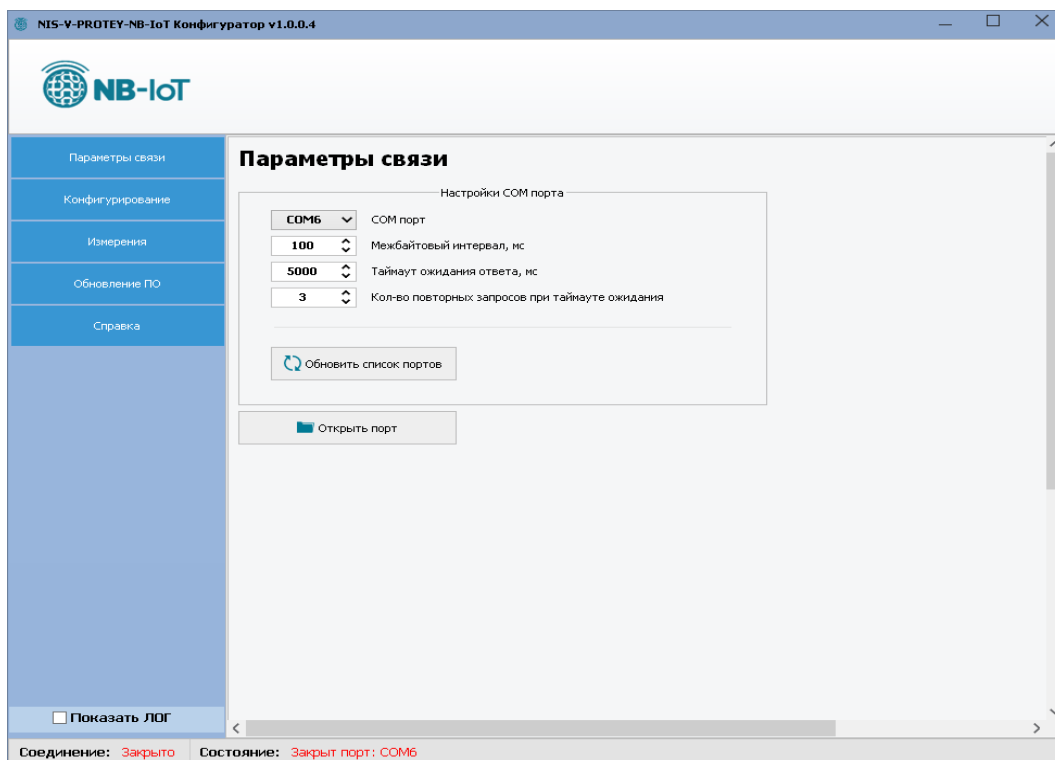 NIS-V-PROTEY-NB-IoT Конфигуратор v1.0.0.4
NB-IoT
Параметры связи
Конфигурирование
Измерения
Обновление ПО
Справка
Параметры связи
Настройки COM порта
COM6 COM порт
100 Межбайтовый интервал, мс
5000 Таймаут ожидания ответа, мс
3 Кол-во повторных запросов при таймауте ожидания
Обновить список портов
Открыть порт
Показать ЛОГ
Соединение: Закрыто Состояние: Закрыт порт: COM6